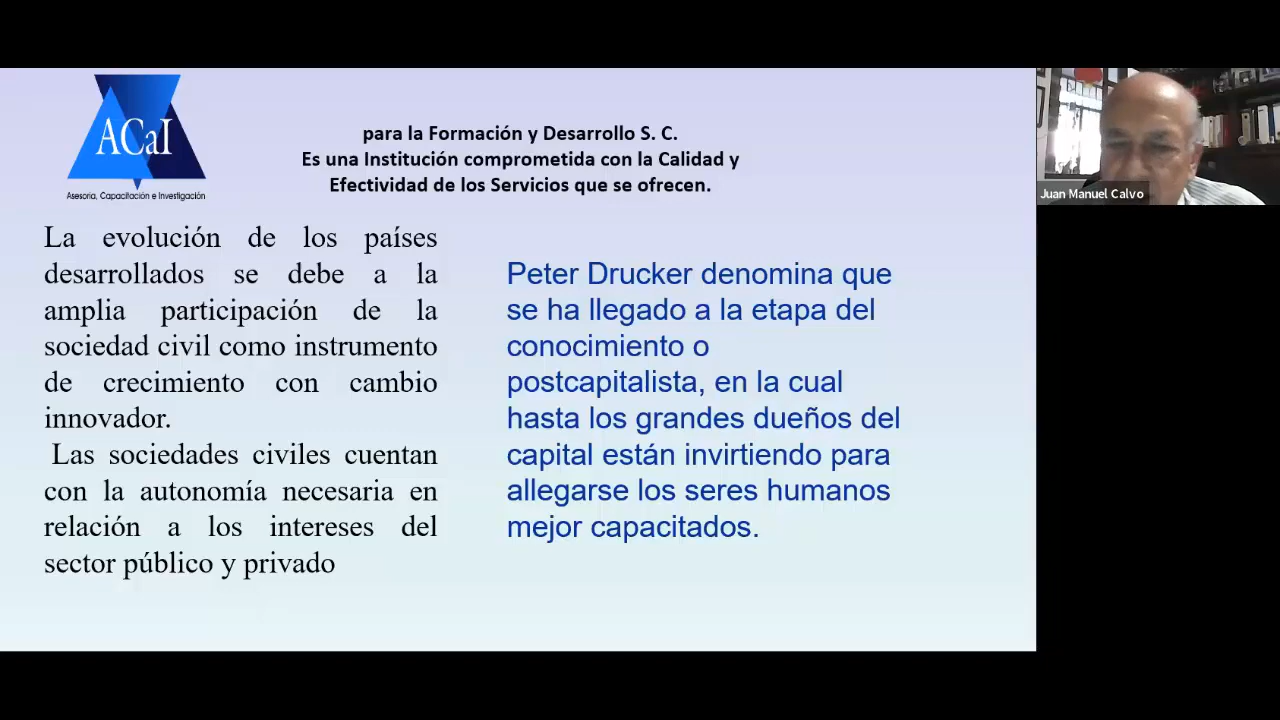 ACaI
Asesoría, Capacitación e Investigación
para la Formación y Desarrollo S. C.
Es una Institución comprometida con la Calidad y
Efectividad de los Servicios que se ofrecen.
La evolución de los países
desarrollados se debe a la
amplia participación de la
sociedad civil como instrumento
de crecimiento con cambio
innovador.
Las sociedades civiles cuentan
con la autonomía necesaria en
relación a los intereses del
sector público y privado
Peter Drucker denomina que
se ha llegado a la etapa del
conocimiento o
postcapitalista, en la cual
hasta los grandes dueños del
capital están invirtiendo para
allegarse los seres humanos
mejor capacitados.
Juan Manuel Calvo